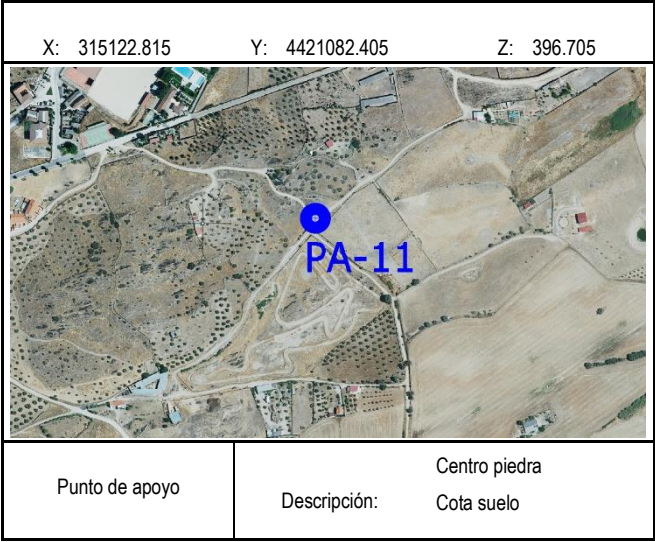 X: 315122.815 Y: 4421082.405 Z: 396.705
PA-11
Punto de apoyo
Descripción:
Centro piedra
Cota suelo